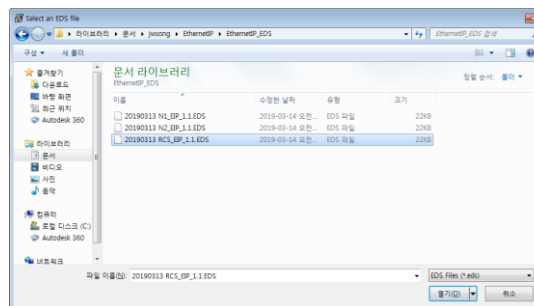 Select an EDS file
라이브러리 ▸ 문서 ▸ jwsong ▸ EthernetIP ▸ EthernetIP_EDS
EthernetIP_EDS 검색
구성 새 폴더
즐겨찾기
다운로드
바탕 화면
최근 위치
Autodesk 360
라이브러리
문서
비디오
사진
음악
컴퓨터
로컬 디스크 (C:)
Autodesk 360
네트워크
문서 라이브러리
EthernetIP_EDS
정렬 순서: 폴더
이름 수정한 날짜 유형 크기
20190313 N1_EIP_1.1.EDS 2019-03-14 오전... EDS 파일 22KB
20190313 N2_EIP_1.1.EDS 2019-03-14 오전... EDS 파일 22KB
20190313 RCS_EIP_1.1.EDS 2019-03-14 오전... EDS 파일 22KB
파일 이름(N): 20190313 RCS_EIP_1.1.EDS
EDS Files (*.eds)
열기(O) 취소